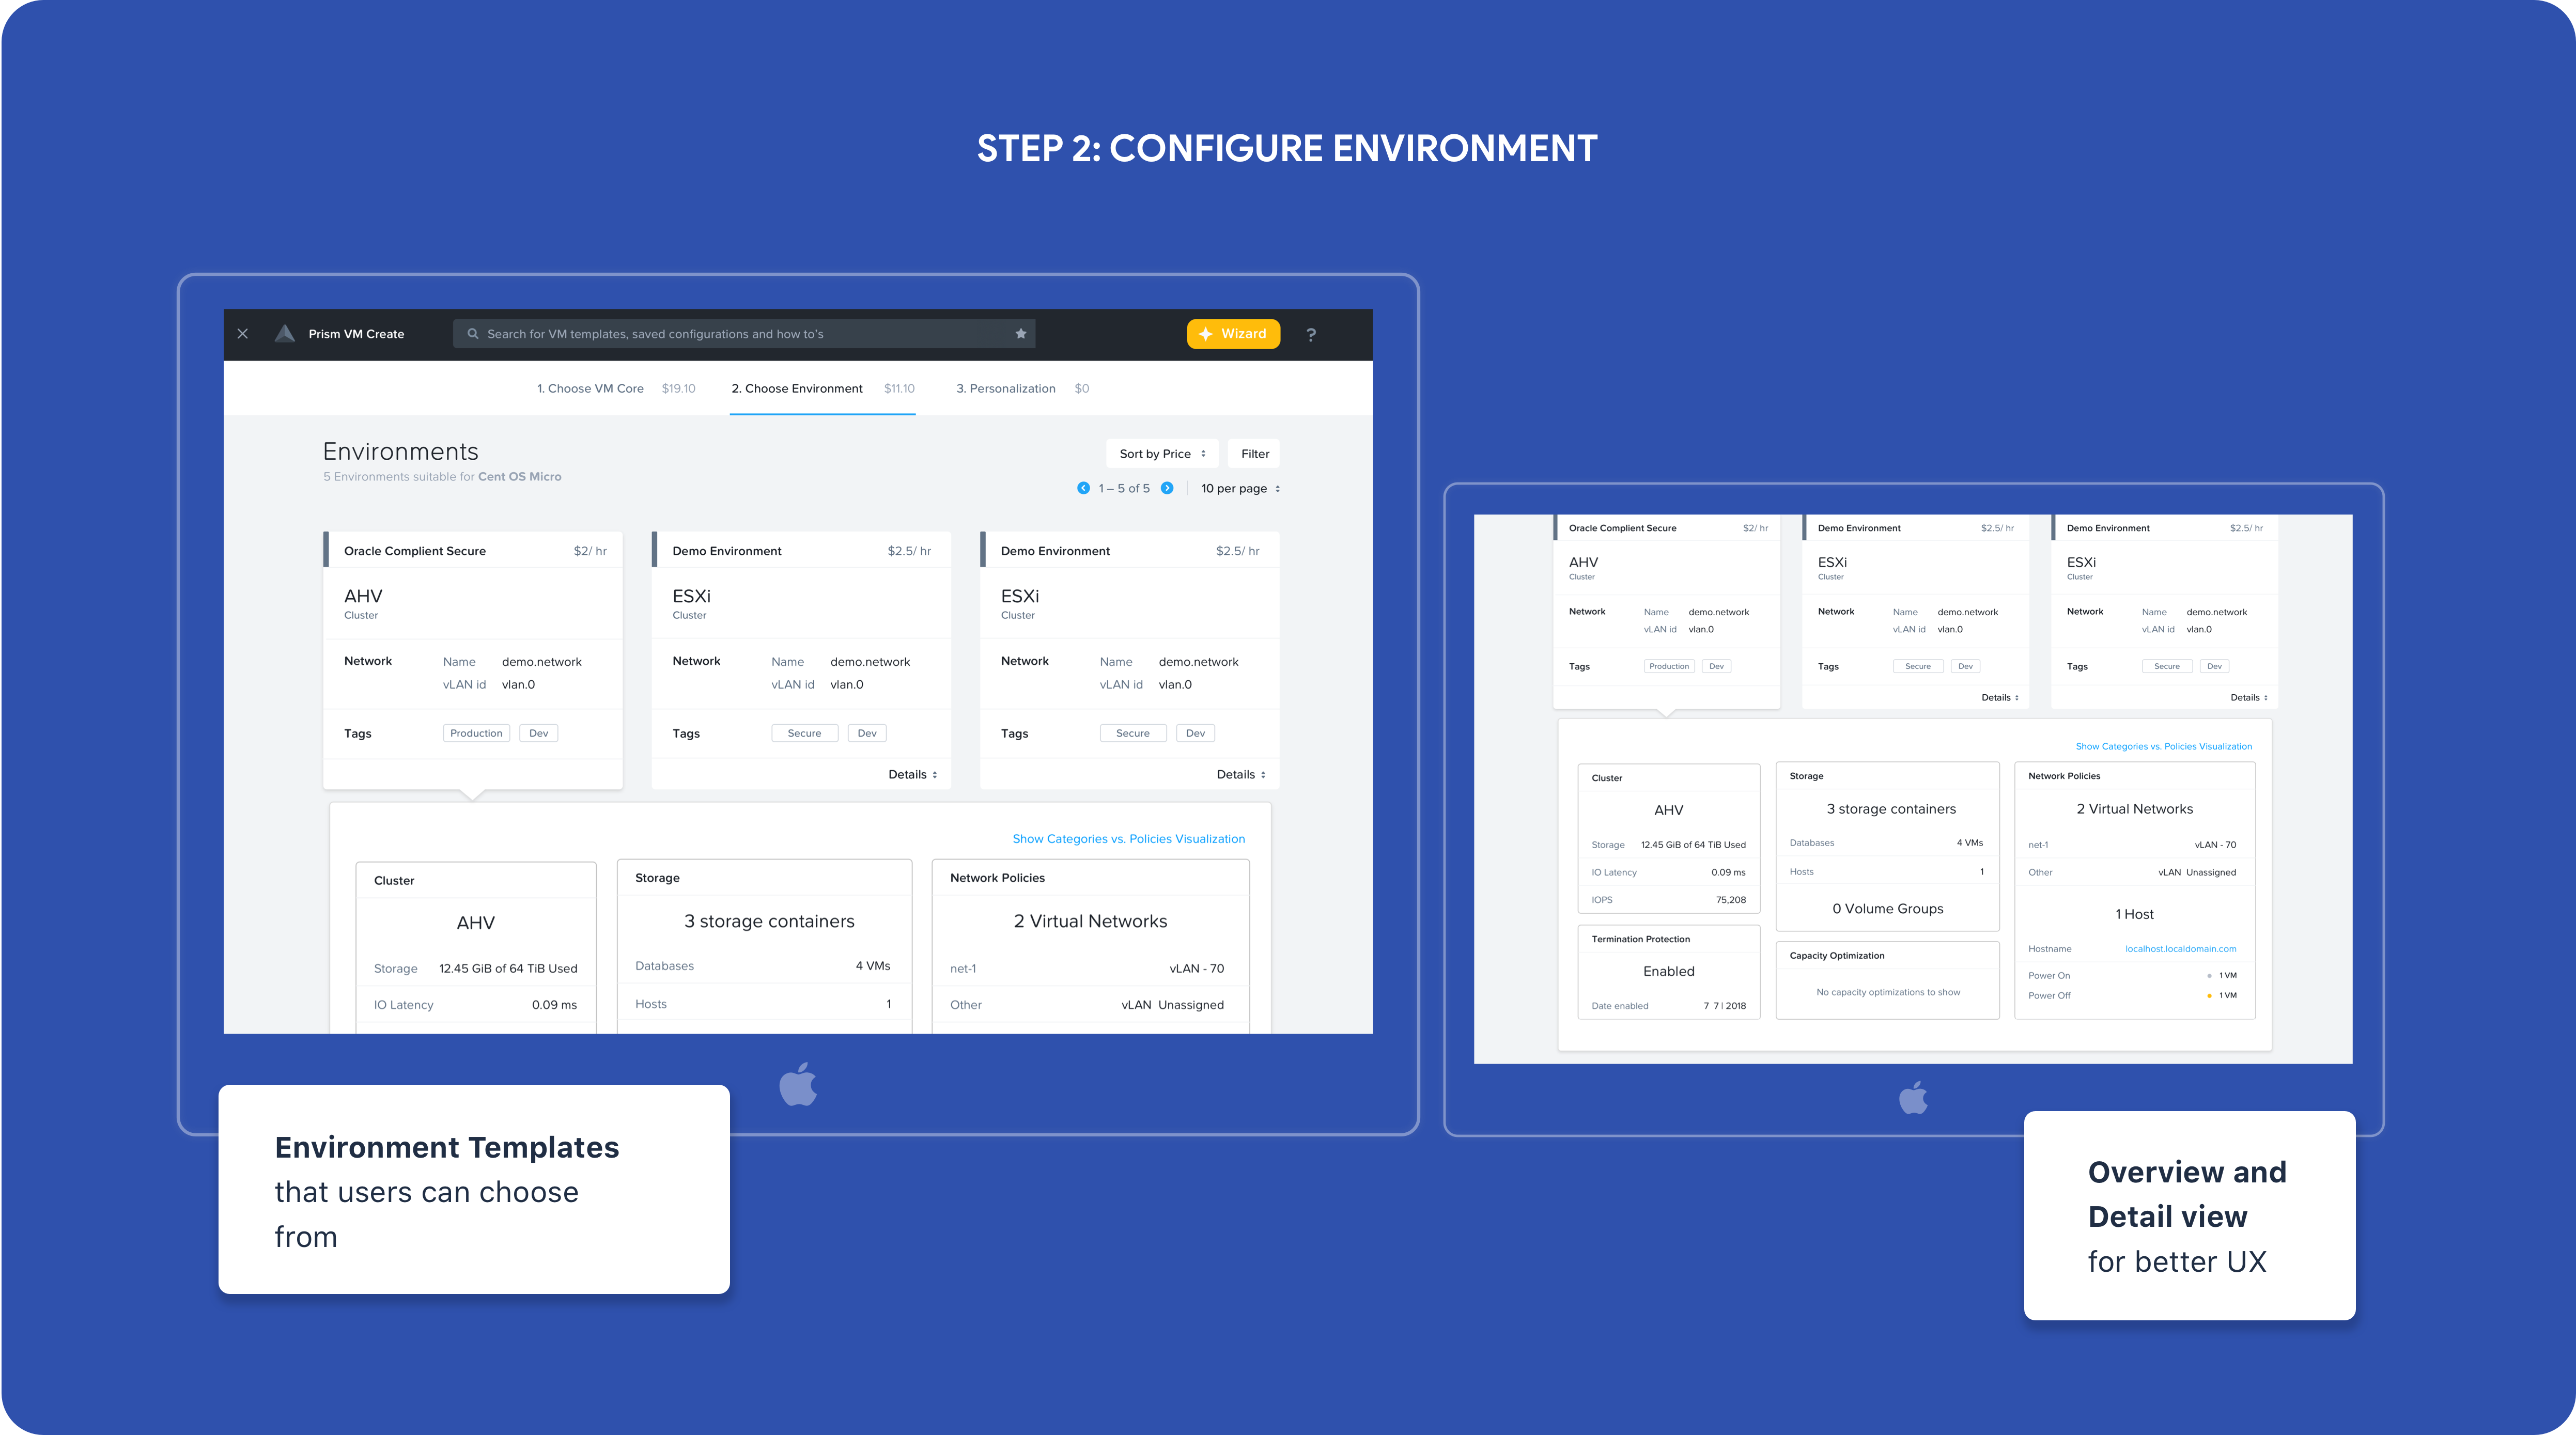 STEP 2: CONFIGURE ENVIRONMENT
Prism VM Create
Search for VM templates, saved configurations and how to's
Wizard
?
1. Choose VM Core $19.10 2. Choose Environment $11.10 3. Personalization $0
Environments
5 Environments suitable for Cent OS Micro
Sort by Price Filter
1 – 5 of 5 10 per page
Oracle Complient Secure $2/ hr
AHV
Cluster
Network Name demo.network
vLAN id vlan.0
Tags Production Dev
Demo Environment $2.5/ hr
ESXi
Cluster
Network Name demo.network
vLAN id vlan.0
Tags Secure Dev
Details
Demo Environment $2.5/ hr
ESXi
Cluster
Network Name demo.network
vLAN id vlan.0
Tags Secure Dev
Details
Show Categories vs. Policies Visualization
Cluster
AHV
Storage 12.45 GiB of 64 TiB Used
IO Latency 0.09 ms
Storage
3 storage containers
Databases 4 VMs
Hosts 1
Network Policies
2 Virtual Networks
net-1 vLAN - 70
Other vLAN Unassigned
Environment Templates
that users can choose
from
Oracle Complient Secure $2/ hr
AHV
Cluster
Network Name demo.network
vLAN id vlan.0
Tags Production Dev
Demo Environment $2.5/ hr
ESXi
Cluster
Network Name demo.network
vLAN id vlan.0
Tags Secure Dev
Details
Demo Environment $2.5/ hr
ESXi
Cluster
Network Name demo.network
vLAN id vlan.0
Tags Secure Dev
Details
Show Categories vs. Policies Visualization
Cluster
AHV
Storage 12.45 GiB of 64 TiB Used
IO Latency 0.09 ms
IOPS 75,208
Termination Protection
Enabled
Date enabled 7 7 | 2018
Storage
3 storage containers
Databases 4 VMs
Hosts 1
0 Volume Groups
Capacity Optimization
No capacity optimizations to show
Network Policies
2 Virtual Networks
net-1 vLAN - 70
Other vLAN Unassigned
1 Host
Hostname localhost.localdomain.com
Power On 1 VM
Power Off 1 VM
Overview and
Detail view
for better UX